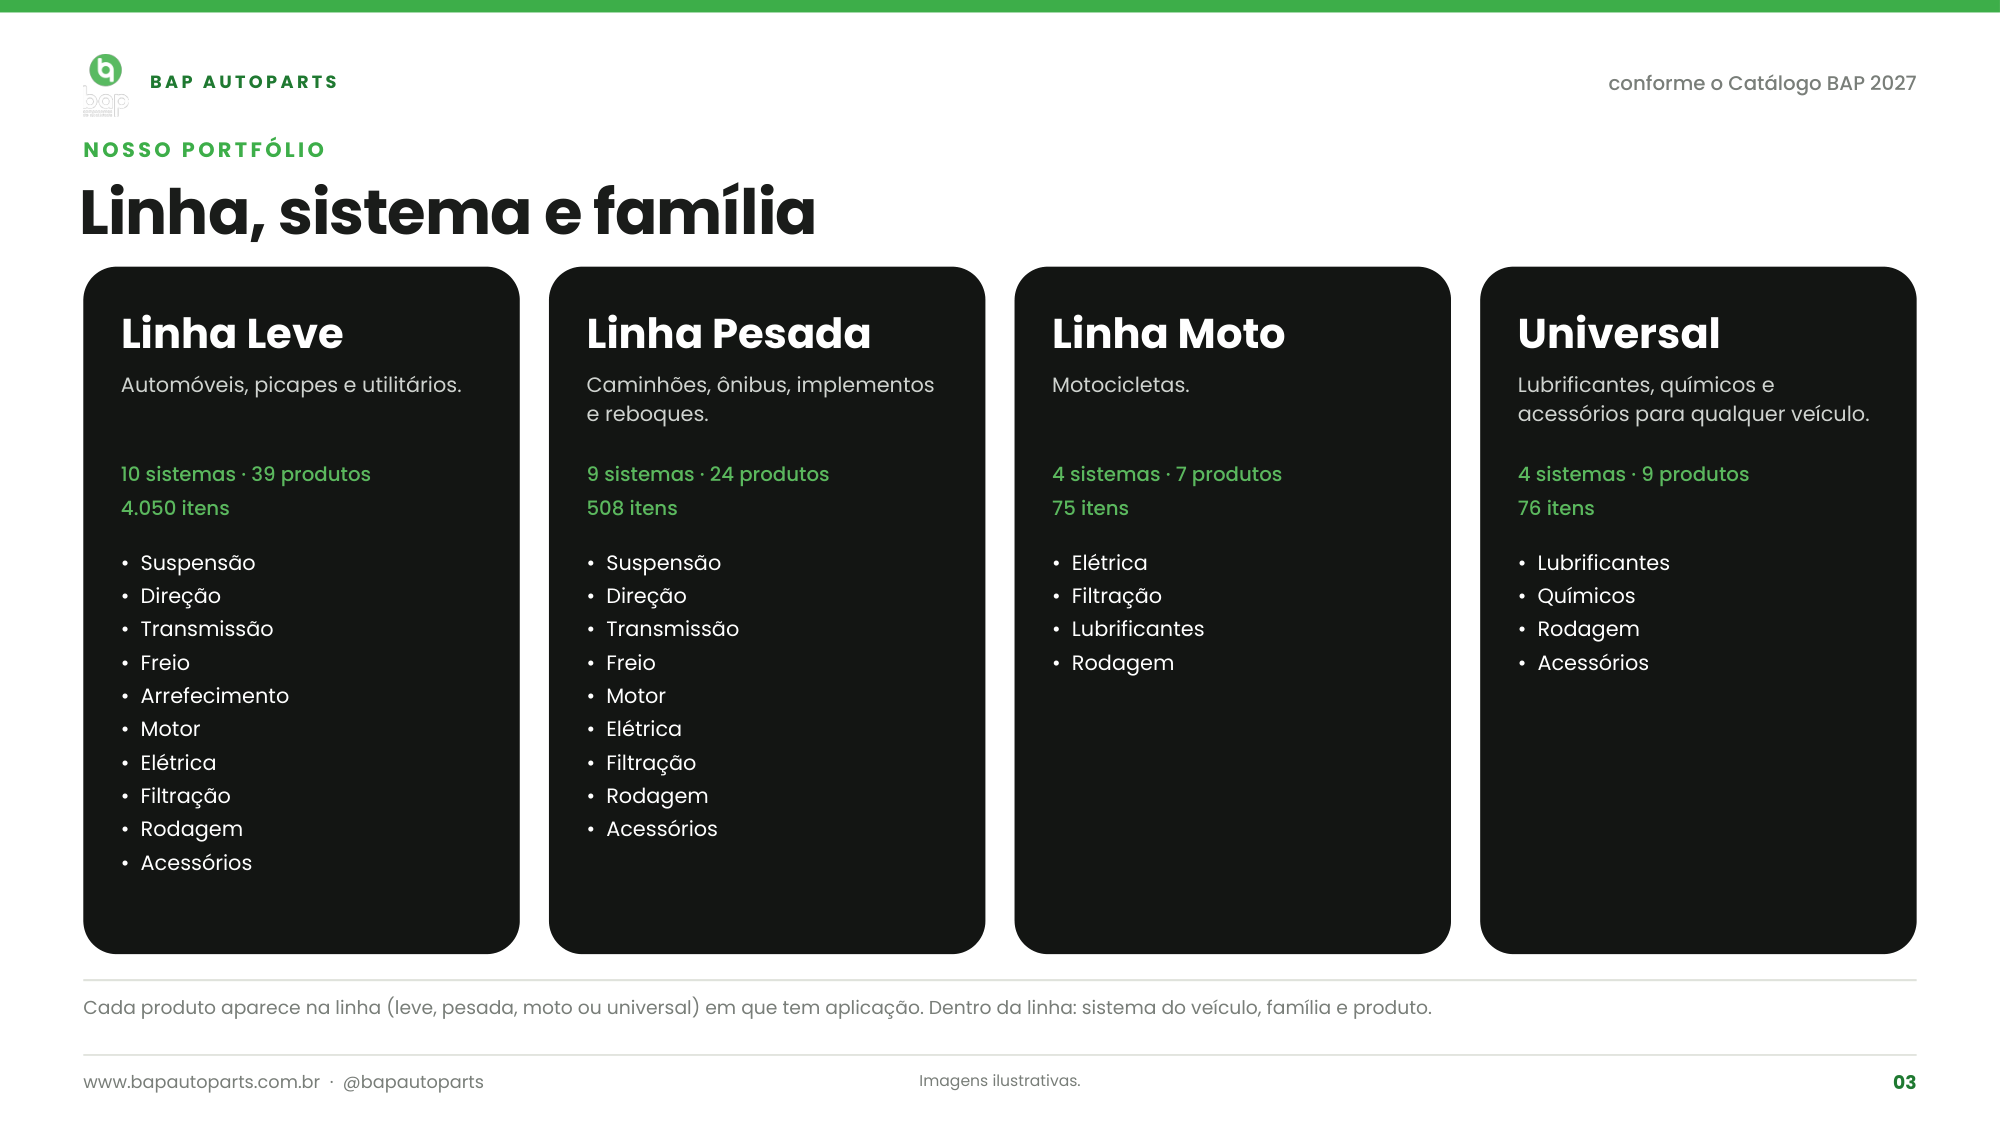 bap
BAP AUTOPARTS
conforme o Catálogo BAP 2027
NOSSO PORTFÓLIO
Linha, sistema e família
Linha Leve
Automóveis, picapes e utilitários.
10 sistemas · 39 produtos
4.050 itens
• Suspensão
• Direção
• Transmissão
• Freio
• Arrefecimento
• Motor
• Elétrica
• Filtração
• Rodagem
• Acessórios
Linha Pesada
Caminhões, ônibus, implementos
e reboques.
9 sistemas · 24 produtos
508 itens
• Suspensão
• Direção
• Transmissão
• Freio
• Motor
• Elétrica
• Filtração
• Rodagem
• Acessórios
Linha Moto
Motocicletas.
4 sistemas · 7 produtos
75 itens
• Elétrica
• Filtração
• Lubrificantes
• Rodagem
Universal
Lubrificantes, químicos e
acessórios para qualquer veículo.
4 sistemas · 9 produtos
76 itens
• Lubrificantes
• Químicos
• Rodagem
• Acessórios
Cada produto aparece na linha (leve, pesada, moto ou universal) em que tem aplicação. Dentro da linha: sistema do veículo, família e produto.
www.bapautoparts.com.br · @bapautoparts
Imagens ilustrativas.
03